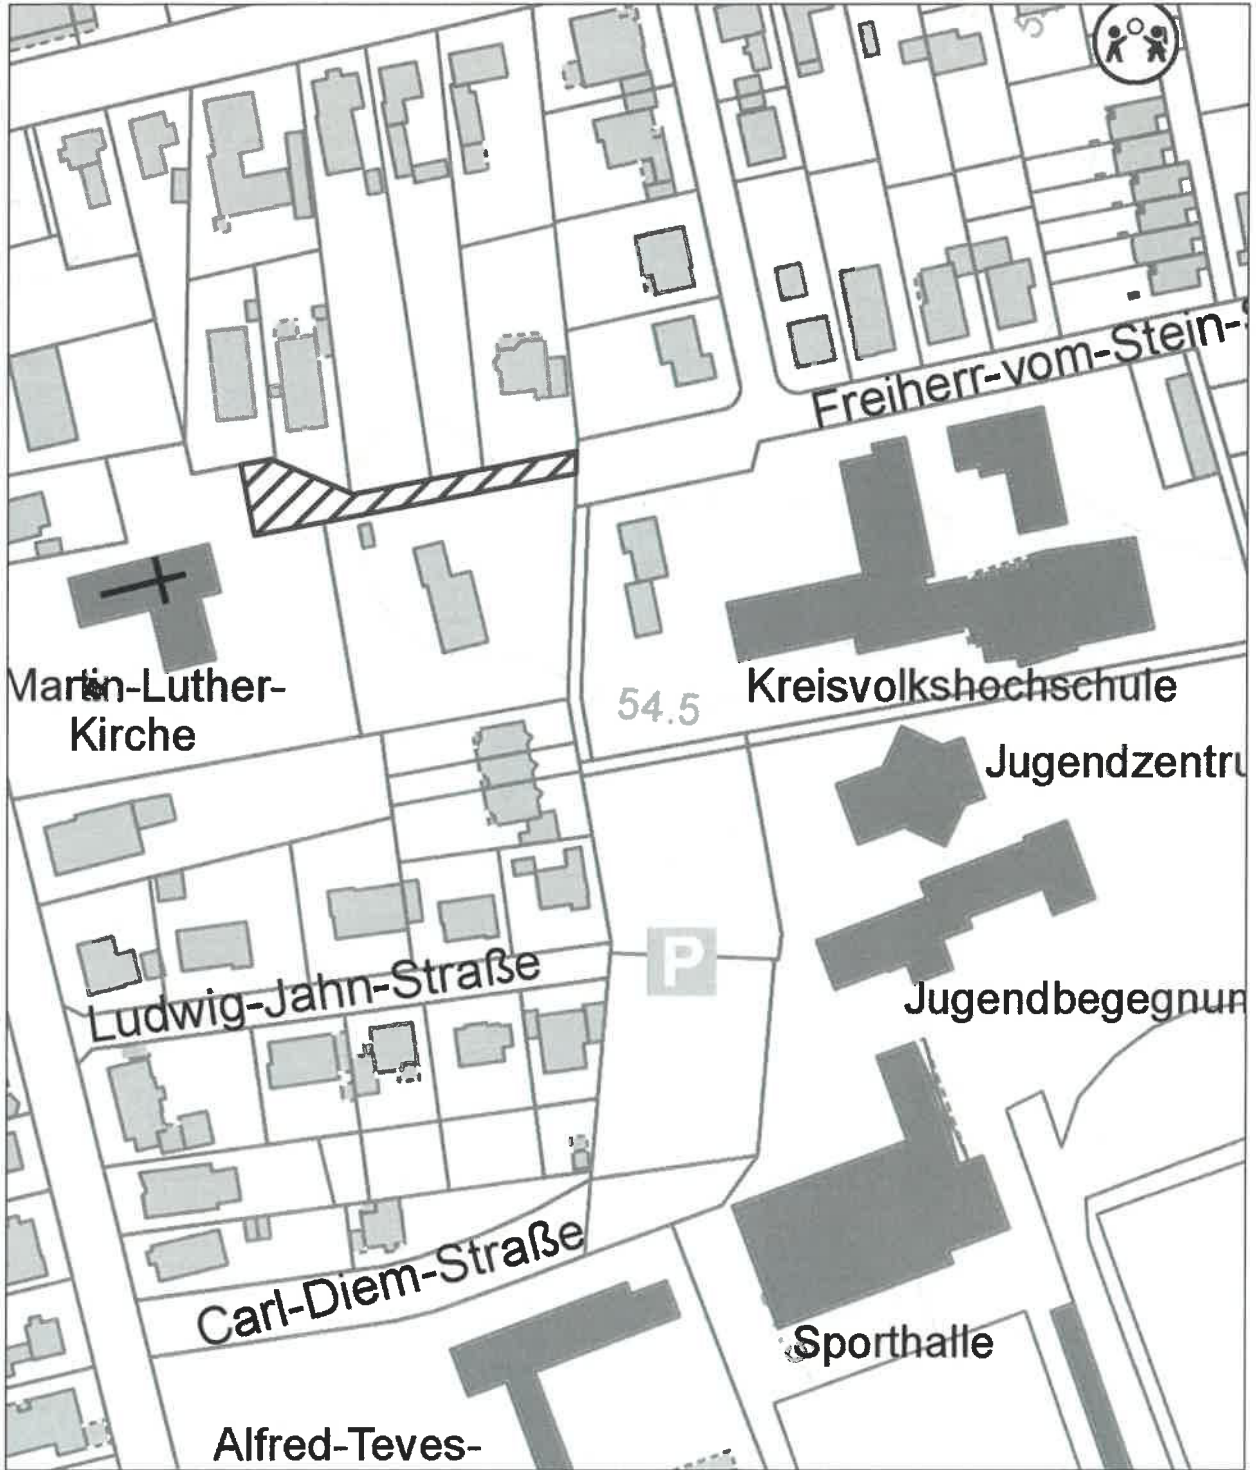 Freiherr-vom-Stein-S
Martin-Luther-
Kirche
54.5
Kreisvolkshochschule
Jugendzentru
P
Ludwig-Jahn-Straße
Jugendbegegnun
Carl-Diem-Straße
Sporthalle
Alfred-Teves-